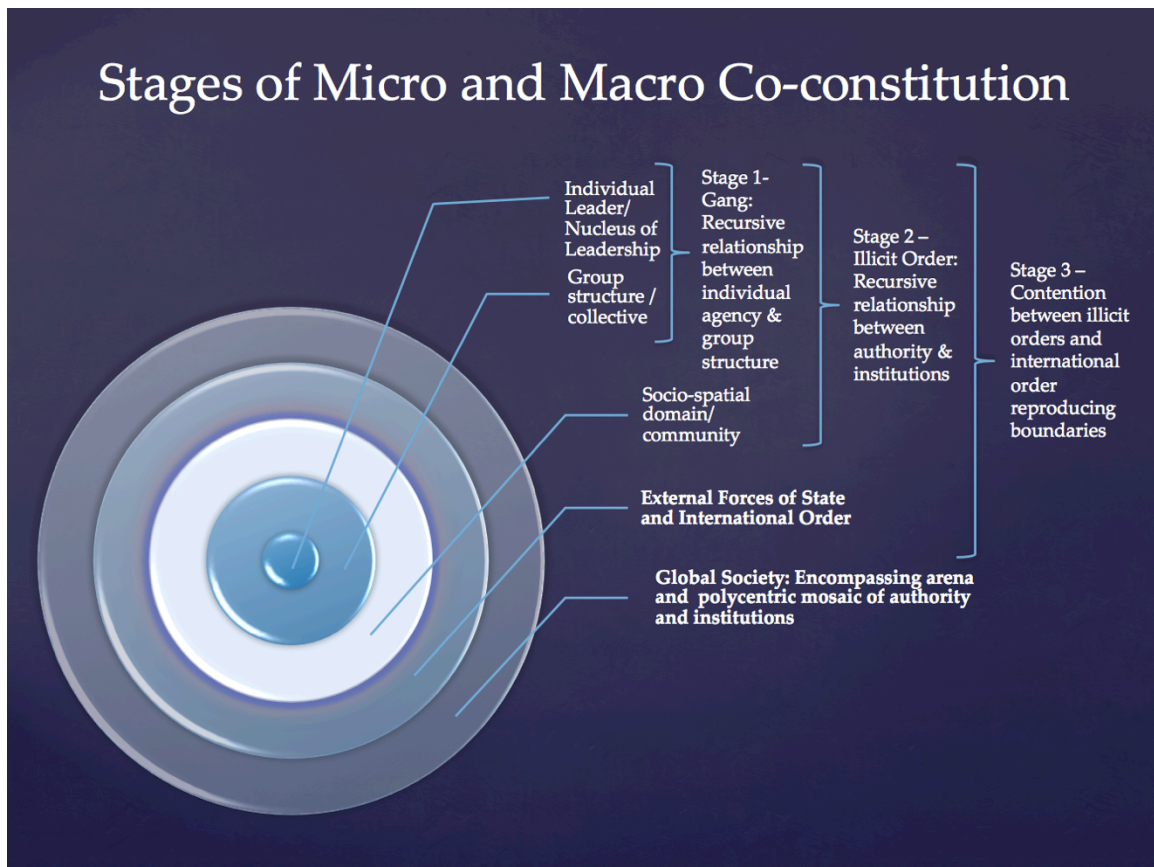 Stages of Micro and Macro Co-constitution
Individual
Leader/
Nucleus of
Leadership
Group
structure /
collective
Stage 1-
Gang:
Recursive
relationship
between
individual
agency &
group
structure
Stage 2 –
Illicit Order:
Recursive
relationship
between
authority &
institutions
Stage 3 –
Contention
between illicit
orders and
international
order
reproducing
boundaries
Socio-spatial
domain/
community
External Forces of State
and International Order
Global Society: Encompassing arena
and polycentric mosaic of authority
and institutions